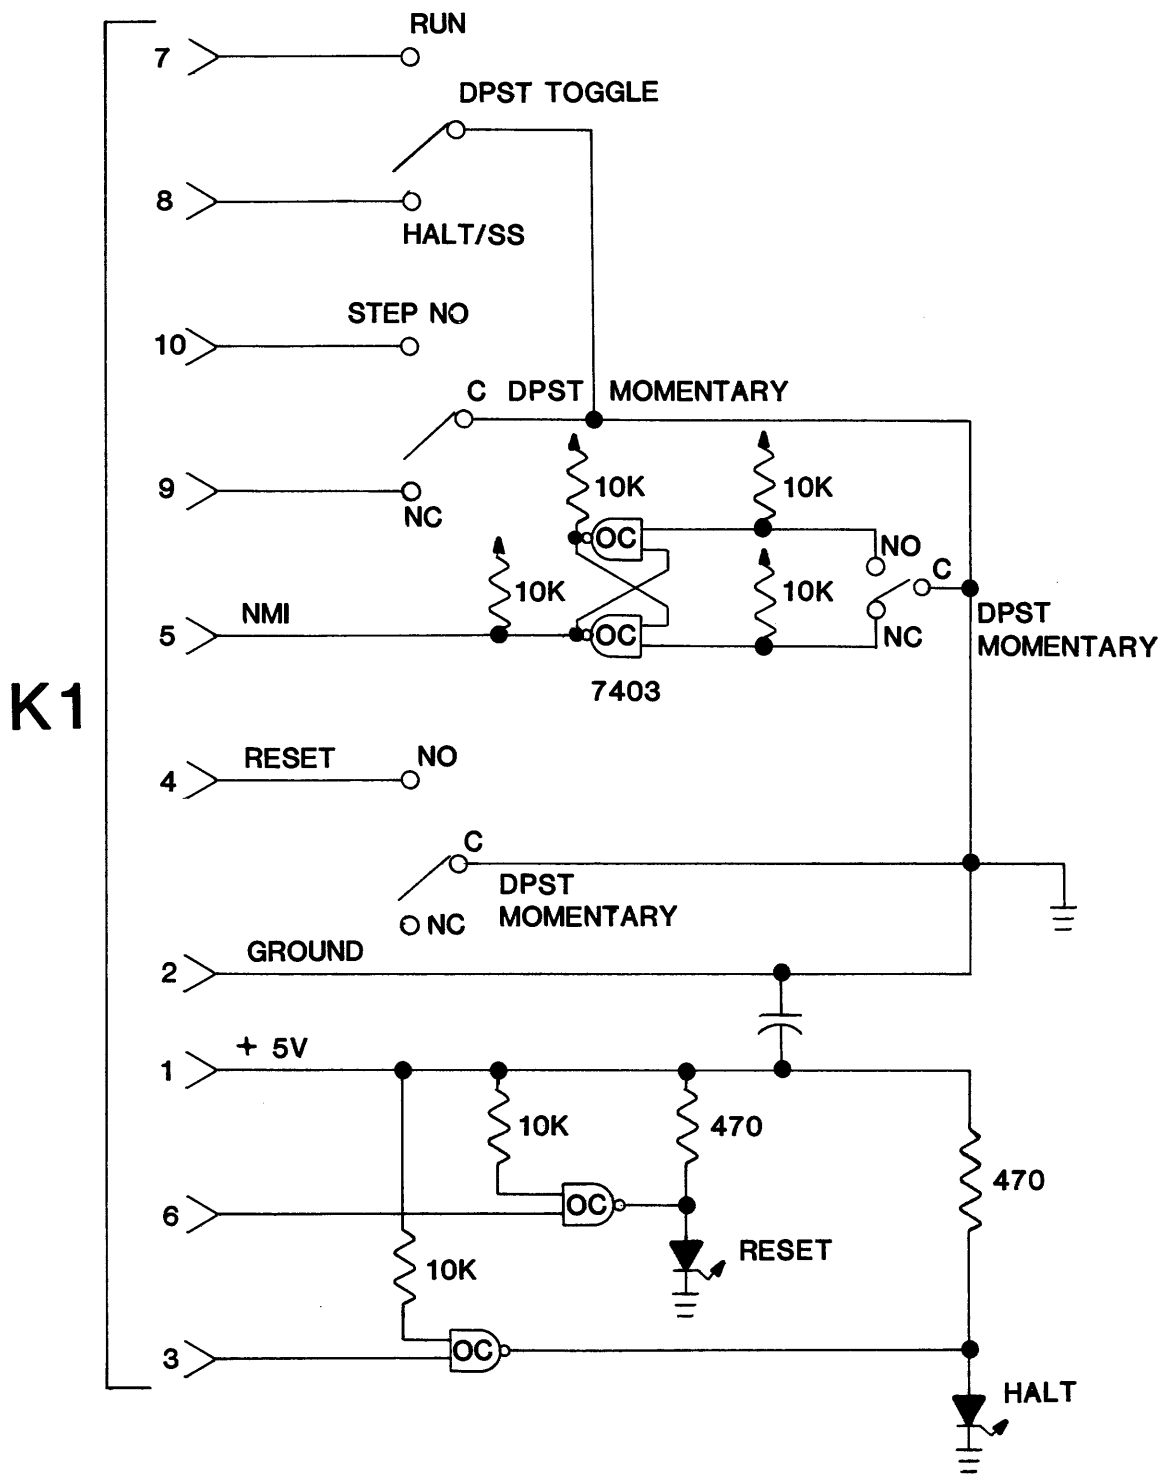 RUN
7
DPST TOGGLE
8
HALT/SS
STEP NO
10
C DPST MOMENTARY
9
NC
10K
10K
OC
NO
C
NMI
10K
10K
5
OC
NC
DPST
MOMENTARY
7403
K1
RESET
NO
4
C
DPST
MOMENTARY
NC
GROUND
2
+ 5V
1
10K
470
470
6
OC
RESET
10K
3
OC
HALT